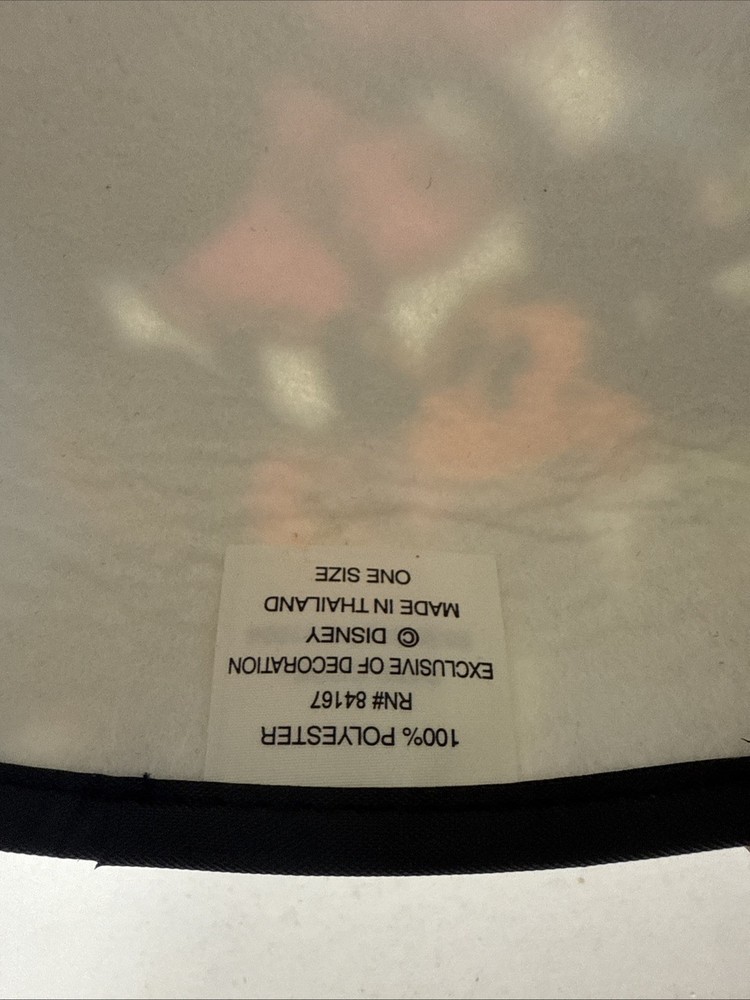 100% POLYESTER
RN# 84167
EXCLUSIVE OF DECORATION
© DISNEY
MADE IN THAILAND
ONE SIZE